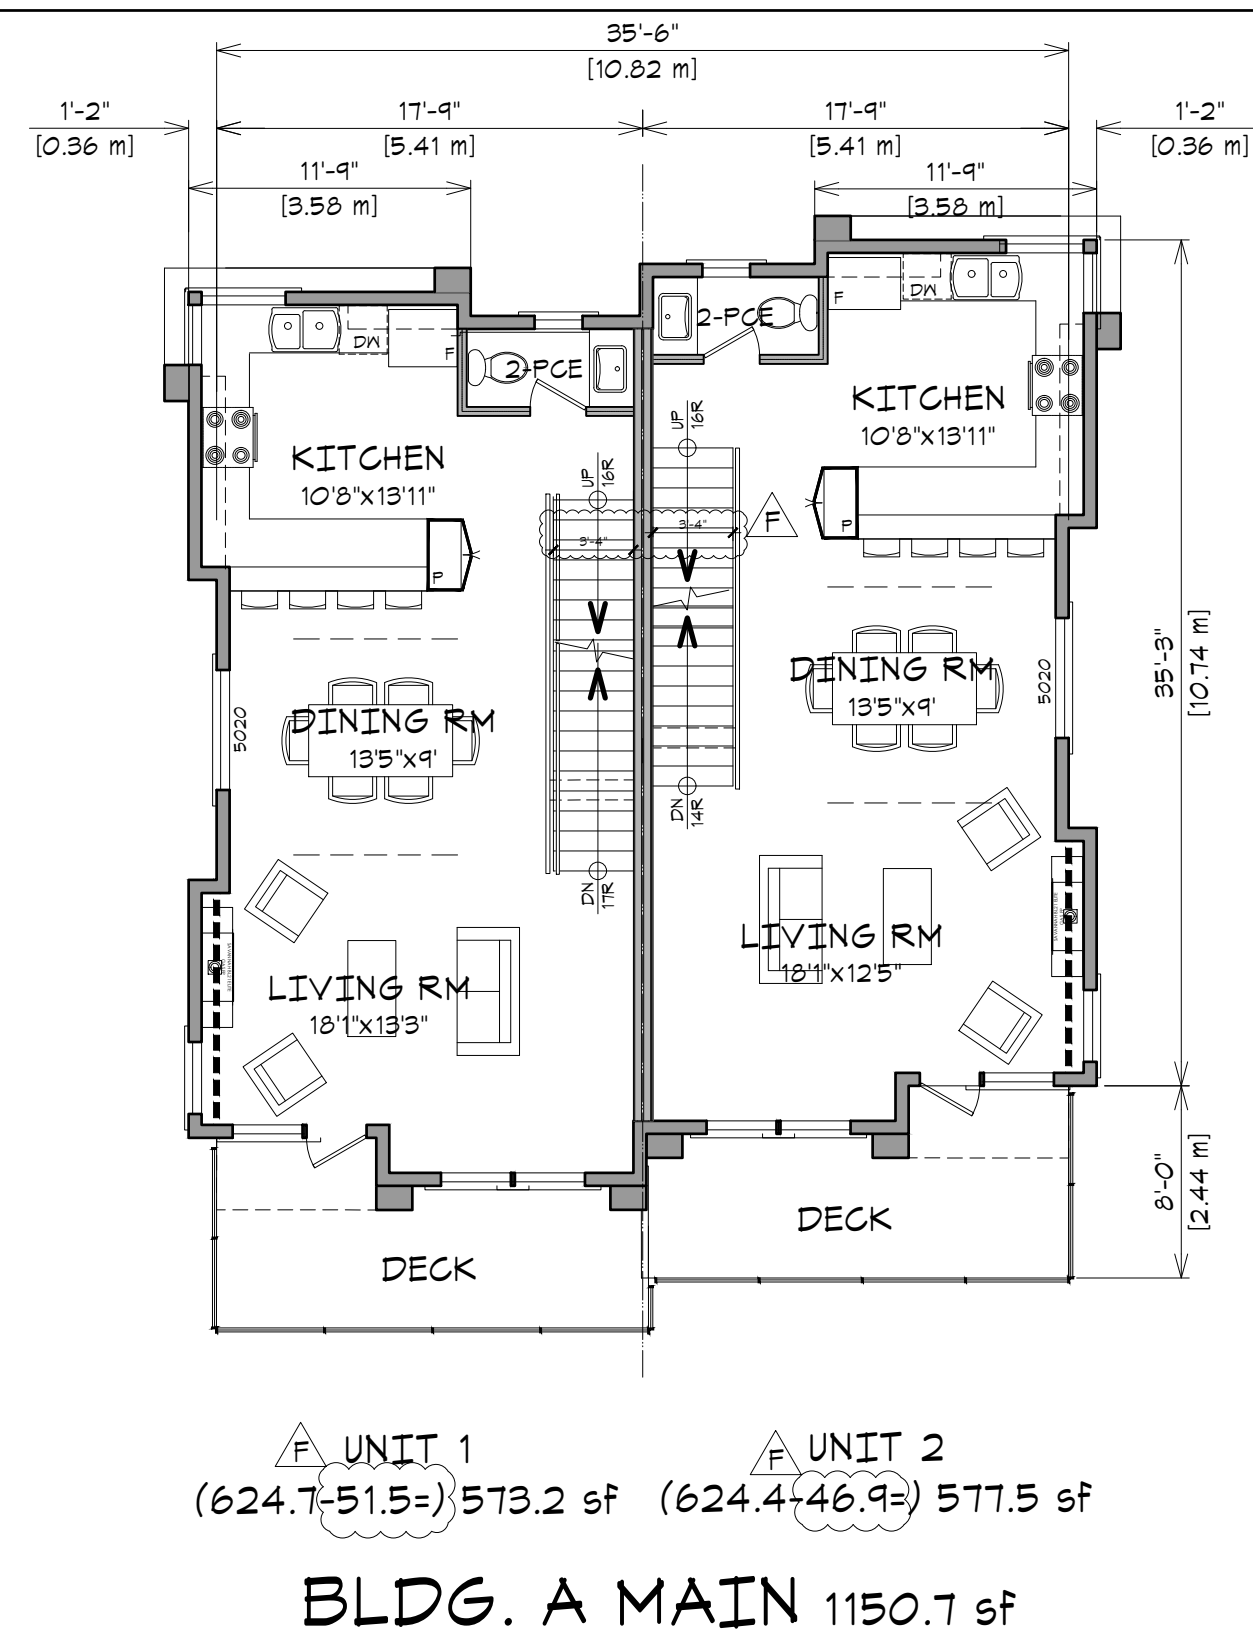 35'-6"
[10.82 m]
1'-2"
17'-9"
17'-9"
1'-2"
[0.36 m]
[5.41 m]
[5.41 m]
[0.36 m]
11'-9"
11'-9"
[3.58 m]
[3.58 m]
DW
F
2-PCE
F
DW
2-PCE
KITCHEN
10'8"x13'11"
KITCHEN
10'8"x13'11"
UP
16R
UP
16R
3'-4"
3'-4"
F
P
P
DINING RM
13'5"x9'
5020
DINING RM
13'5"x9'
5020
35'-3"
[10.74 m]
DN
14R
DN
17R
LIVING RM
18'1"x12'5"
LIVING RM
18'1"x13'3"
DECK
DECK
8'-0"
[2.44 m]
F UNIT 1
(624.7-51.5=) 573.2 sf
F UNIT 2
(624.4-46.9=) 577.5 sf
BLDG. A MAIN 1150.7 sf